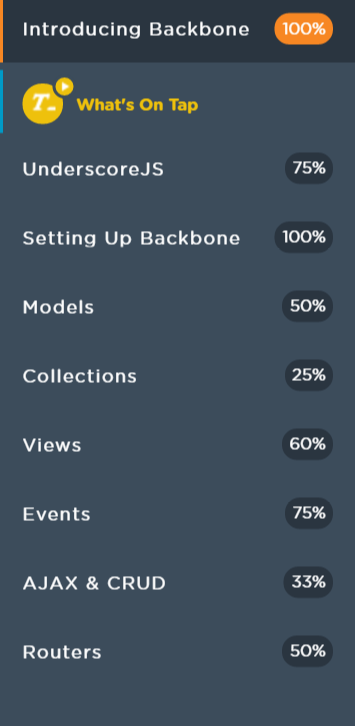 Introducing Backbone 100%
T_ What's On Tap
UnderscoreJS 75%
Setting Up Backbone 100%
Models 50%
Collections 25%
Views 60%
Events 75%
AJAX & CRUD 33%
Routers 50%